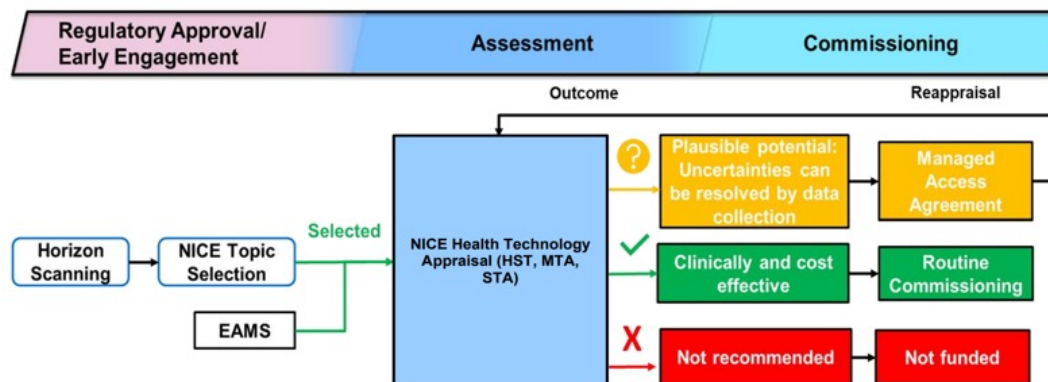 Regulatory Approval/
Early Engagement
Assessment
Commissioning
Outcome
Reappraisal
?
Plausible potential:
Uncertainties can
be resolved by data
collection
Managed
Access
Agreement
Horizon
Scanning
NICE Topic
Selection
Selected
EAMS
NICE Health Technology
Appraisal (HST, MTA,
STA)
Clinically and cost
effective
Routine
Commissioning
X
Not recommended
Not funded